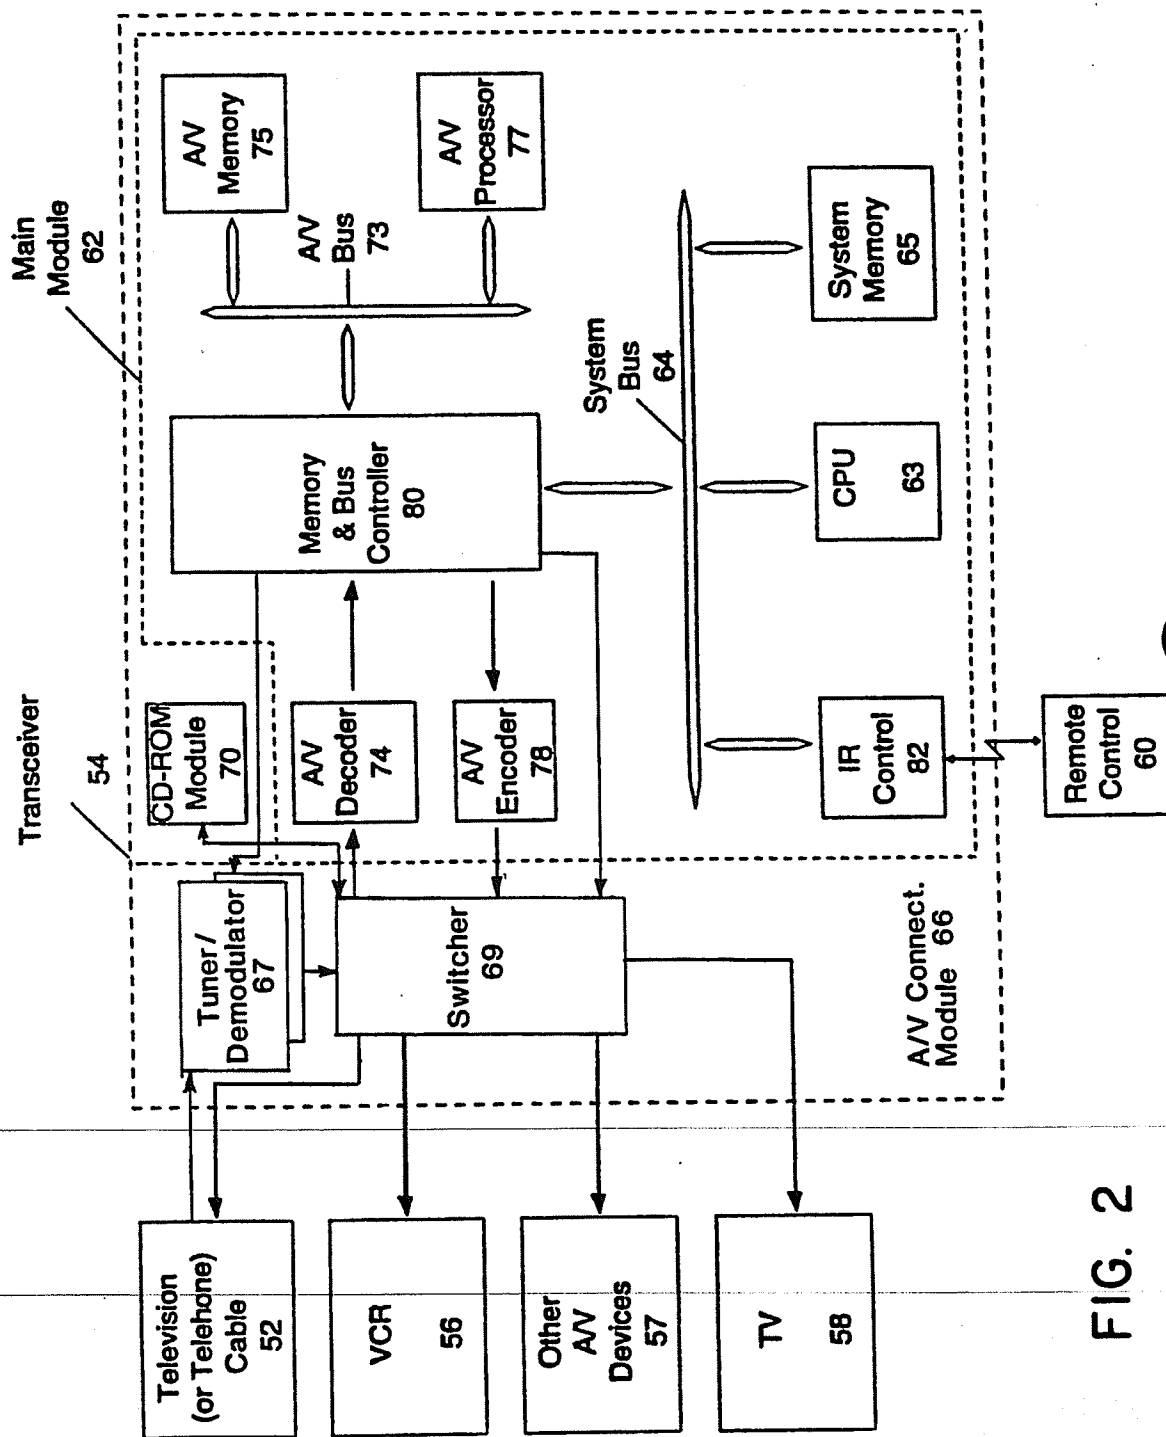 Transceiver
54
Main
Module
62
Television
(or Telehone)
Cable
52
Tuner/
Demodulator
67
CD-ROM
Module
70
A/V
Memory
75
VCR
56
Switcher
69
A/V
Decoder
74
Memory
& Bus
Controller
80
A/V
Bus
73
Other
A/V
Devices
57
A/V
Encoder
78
A/V
Processor
77
TV
58
System
Bus
64
A/V Connect.
Module 66
IR
Control
82
CPU
63
System
Memory
65
Remote
Control
60
FIG. 2